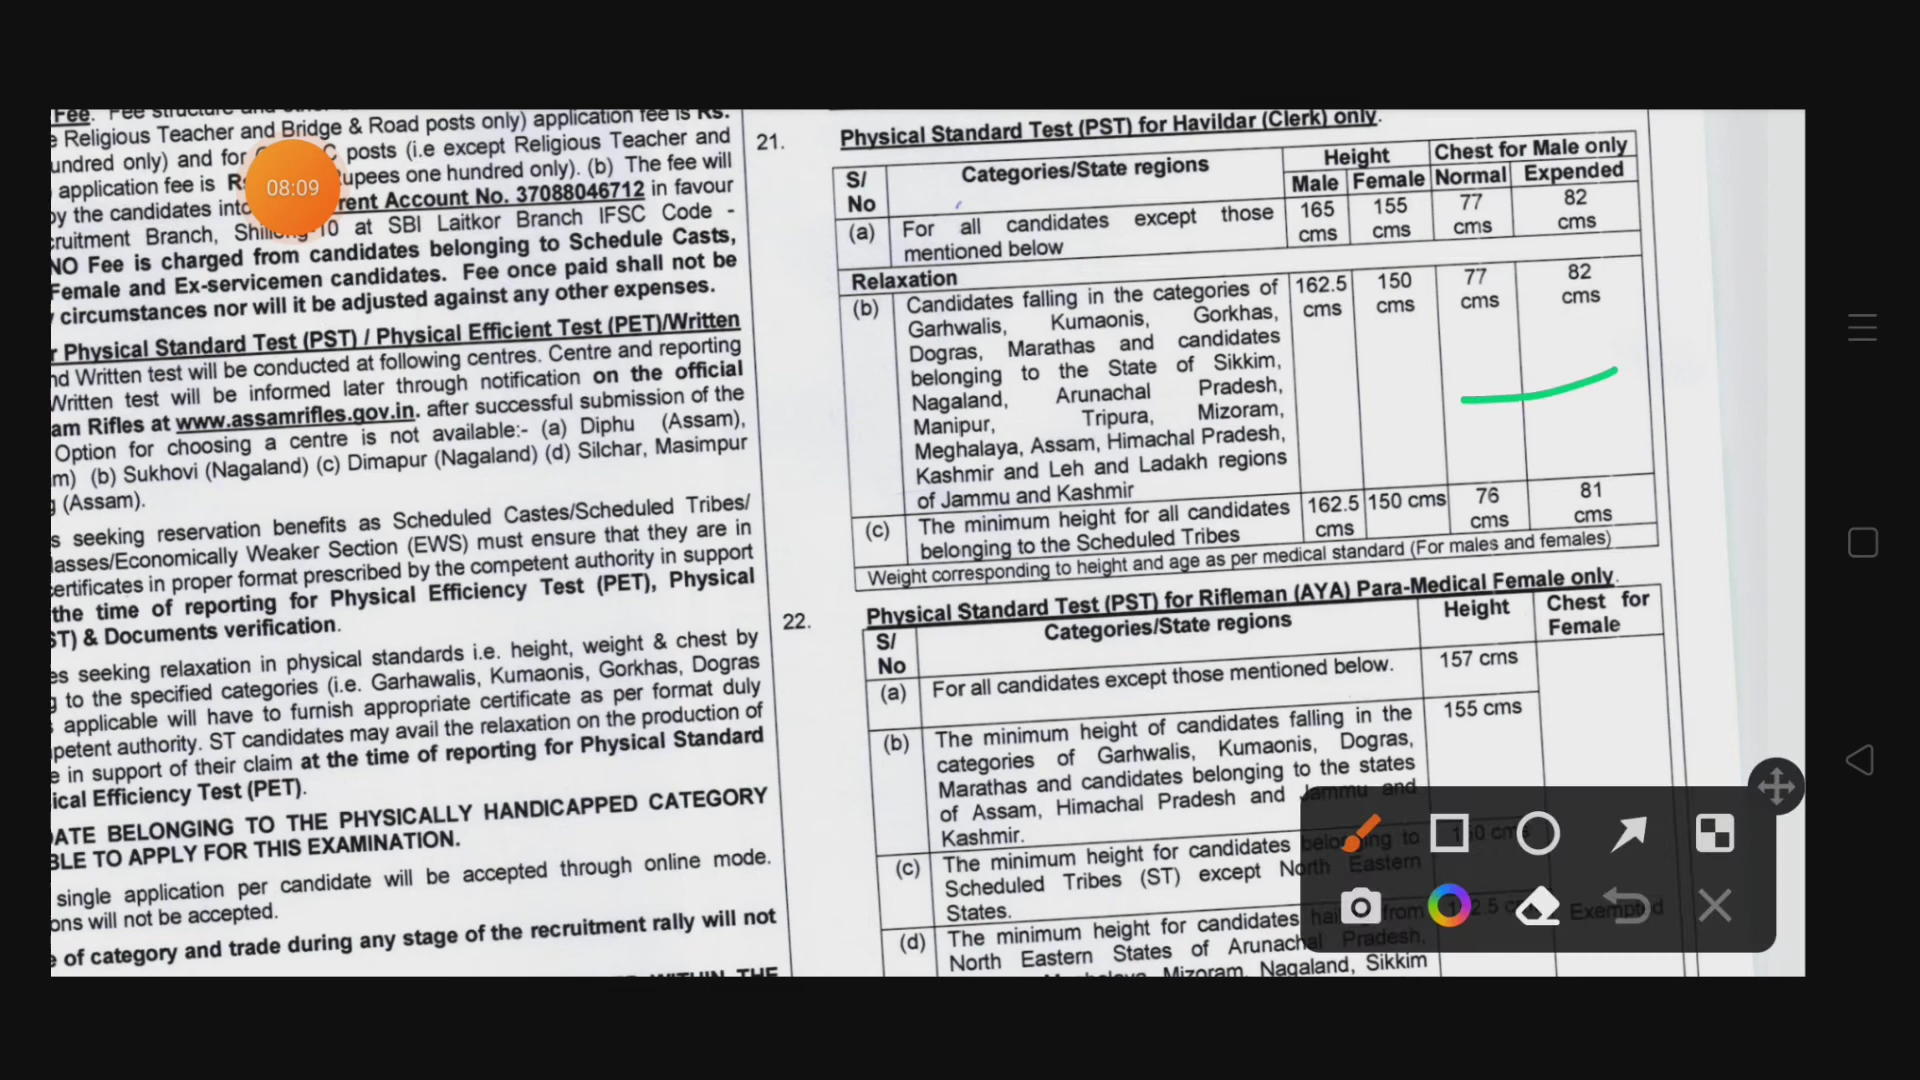 Fee. Fee structure and
e Religious Teacher and Bridge & Road posts only) application fee is Rs.
undred only) and for C posts (i.e except Religious Teacher and
application fee is R upees one hundred only). (b) The fee will
by the candidates into rent Account No. 37088046712 in favour
cruitment Branch, Shillong-10 at SBI Laitkor Branch IFSC Code -
NO Fee is charged from candidates belonging to Schedule Casts,
Female and Ex-servicemen candidates. Fee once paid shall not be
circumstances nor will it be adjusted against any other expenses.
r Physical Standard Test (PST) / Physical Efficient Test (PET)/Written
nd Written test will be conducted at following centres. Centre and reporting
Written test will be informed later through notification on the official
am Rifles at www.assamrifles.gov.in. after successful submission of the
Option for choosing a centre is not available:- (a) Diphu (Assam),
m) (b) Sukhovi (Nagaland) (c) Dimapur (Nagaland) (d) Silchar, Masimpur
g (Assam).
s seeking reservation benefits as Scheduled Castes/Scheduled Tribes/
lasses/Economically Weaker Section (EWS) must ensure that they are in
certificates in proper format prescribed by the competent authority in support
the time of reporting for Physical Efficiency Test (PET), Physical
ST) & Documents verification.
es seeking relaxation in physical standards i.e. height, weight & chest by
g to the specified categories (i.e. Garhawalis, Kumaonis, Gorkhas, Dogras
applicable will have to furnish appropriate certificate as per format duly
petent authority. ST candidates may avail the relaxation on the production of
e in support of their claim at the time of reporting for Physical Standard
ical Efficiency Test (PET).
DATE BELONGING TO THE PHYSICALLY HANDICAPPED CATEGORY
BLE TO APPLY FOR THIS EXAMINATION.
single application per candidate will be accepted through online mode.
ons will not be accepted.
e of category and trade during any stage of the recruitment rally will not
WITHIN THE
08:09
21. Physical Standard Test (PST) for Havildar (Clerk) only.
S/ No Categories/State regions Height Chest for Male only
Male Female Normal Expended
(a) For all candidates except those 165 155 77 82
mentioned below cms cms cms cms
Relaxation
(b) Candidates falling in the categories of 162.5 150 77 82
Garhwalis, Kumaonis, Gorkhas, cms cms cms cms
Dogras, Marathas and candidates
belonging to the State of Sikkim,
Nagaland, Arunachal Pradesh,
Manipur, Tripura, Mizoram,
Meghalaya, Assam, Himachal Pradesh,
Kashmir and Leh and Ladakh regions
of Jammu and Kashmir
(c) The minimum height for all candidates 162.5 150 cms 76 81
belonging to the Scheduled Tribes cms cms cms
Weight corresponding to height and age as per medical standard (For males and females)
22. Physical Standard Test (PST) for Rifleman (AYA) Para-Medical Female only.
S/ No Categories/State regions Height Chest for Female
(a) For all candidates except those mentioned below. 157 cms
(b) The minimum height of candidates falling in the 155 cms
categories of Garhwalis, Kumaonis, Dogras,
Marathas and candidates belonging to the states
of Assam, Himachal Pradesh and Jammu and
Kashmir.
(c) The minimum height for candidates belonging to
Scheduled Tribes (ST) except North Eastern
States.
(d) The minimum height for candidates from Exempted
North Eastern States of Arunachal Pradesh,
Mizoram, Nagaland, Sikkim